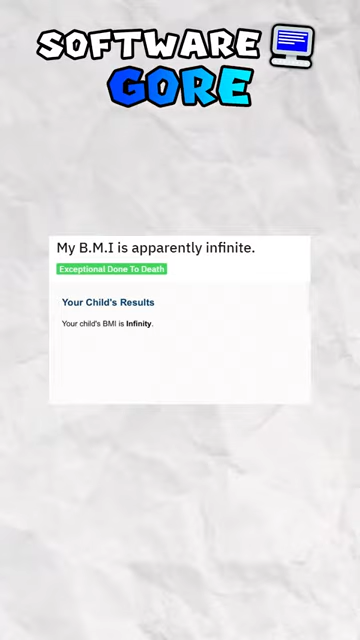 SOFTWARE
GORE
My B.M.I is apparently infinite.
Exceptional Done To Death
Your Child's Results
Your child's BMI is Infinity.